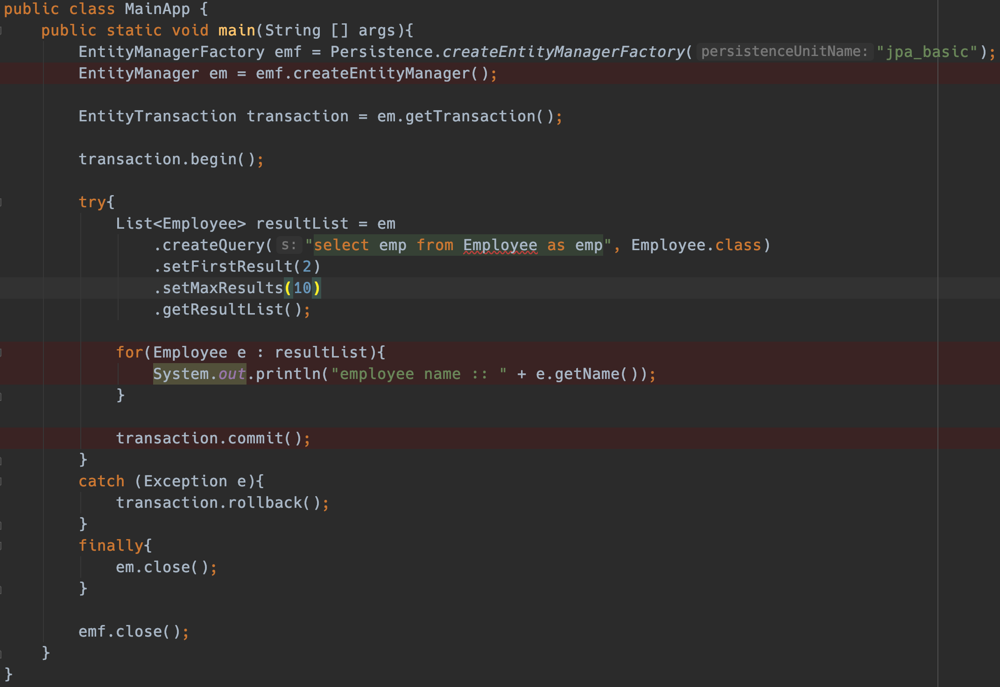 public class MainApp {
    public static void main(String [] args){
        EntityManagerFactory emf = Persistence.createEntityManagerFactory( persistenceUnitName: "jpa_basic");
        EntityManager em = emf.createEntityManager();
        EntityTransaction transaction = em.getTransaction();
        transaction.begin();
        try{
            List<Employee> resultList = em
                .createQuery( s: "select emp from Employee as emp", Employee.class)
                .setFirstResult(2)
                .setMaxResults(10)
                .getResultList();
            for(Employee e : resultList){
                System.out.println("employee name :: " + e.getName());
            }
            transaction.commit();
        }
        catch (Exception e){
            transaction.rollback();
        }
        finally{
            em.close();
        }
        emf.close();
    }
}